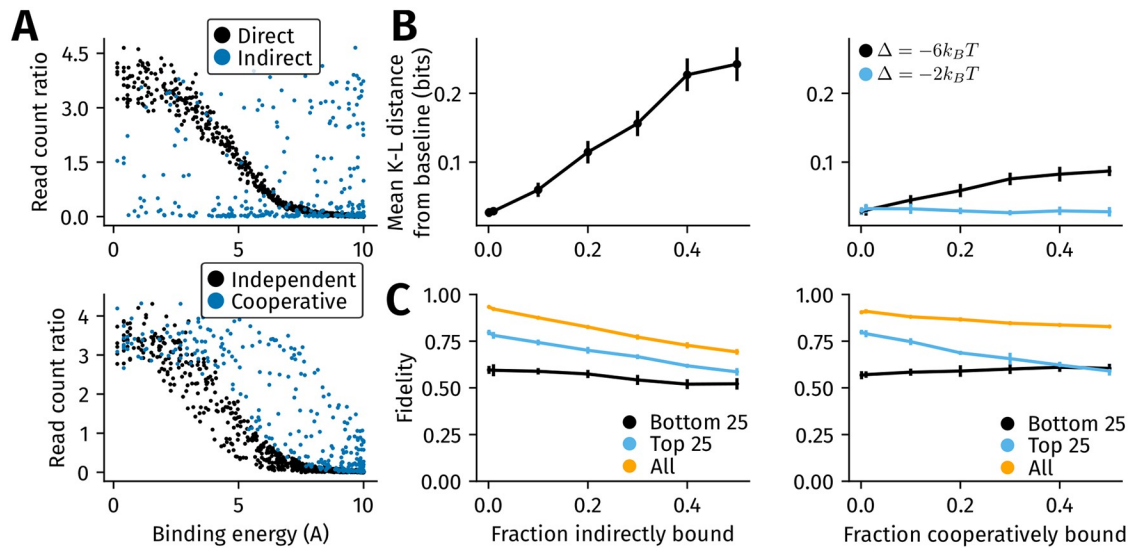 A
Direct
Indirect
Read count ratio
4.5
3.0
1.5
0.0
0
5
10
Independent
Cooperative
Read count ratio
4
3
2
1
0
0
5
10
Binding energy (A)
B
Mean K-L distance
from baseline (bits)
0.2
0.1
0.0
0.2
0.4
Δ = −6k_BT
Δ = −2k_BT
0.2
0.1
0.0
0.2
0.4
C
Fidelity
1.00
0.75
0.50
0.25
0.00
Bottom 25
Top 25
All
0.0
0.2
0.4
Fraction indirectly bound
1.00
0.75
0.50
0.25
0.00
Bottom 25
Top 25
All
0.0
0.2
0.4
Fraction cooperatively bound